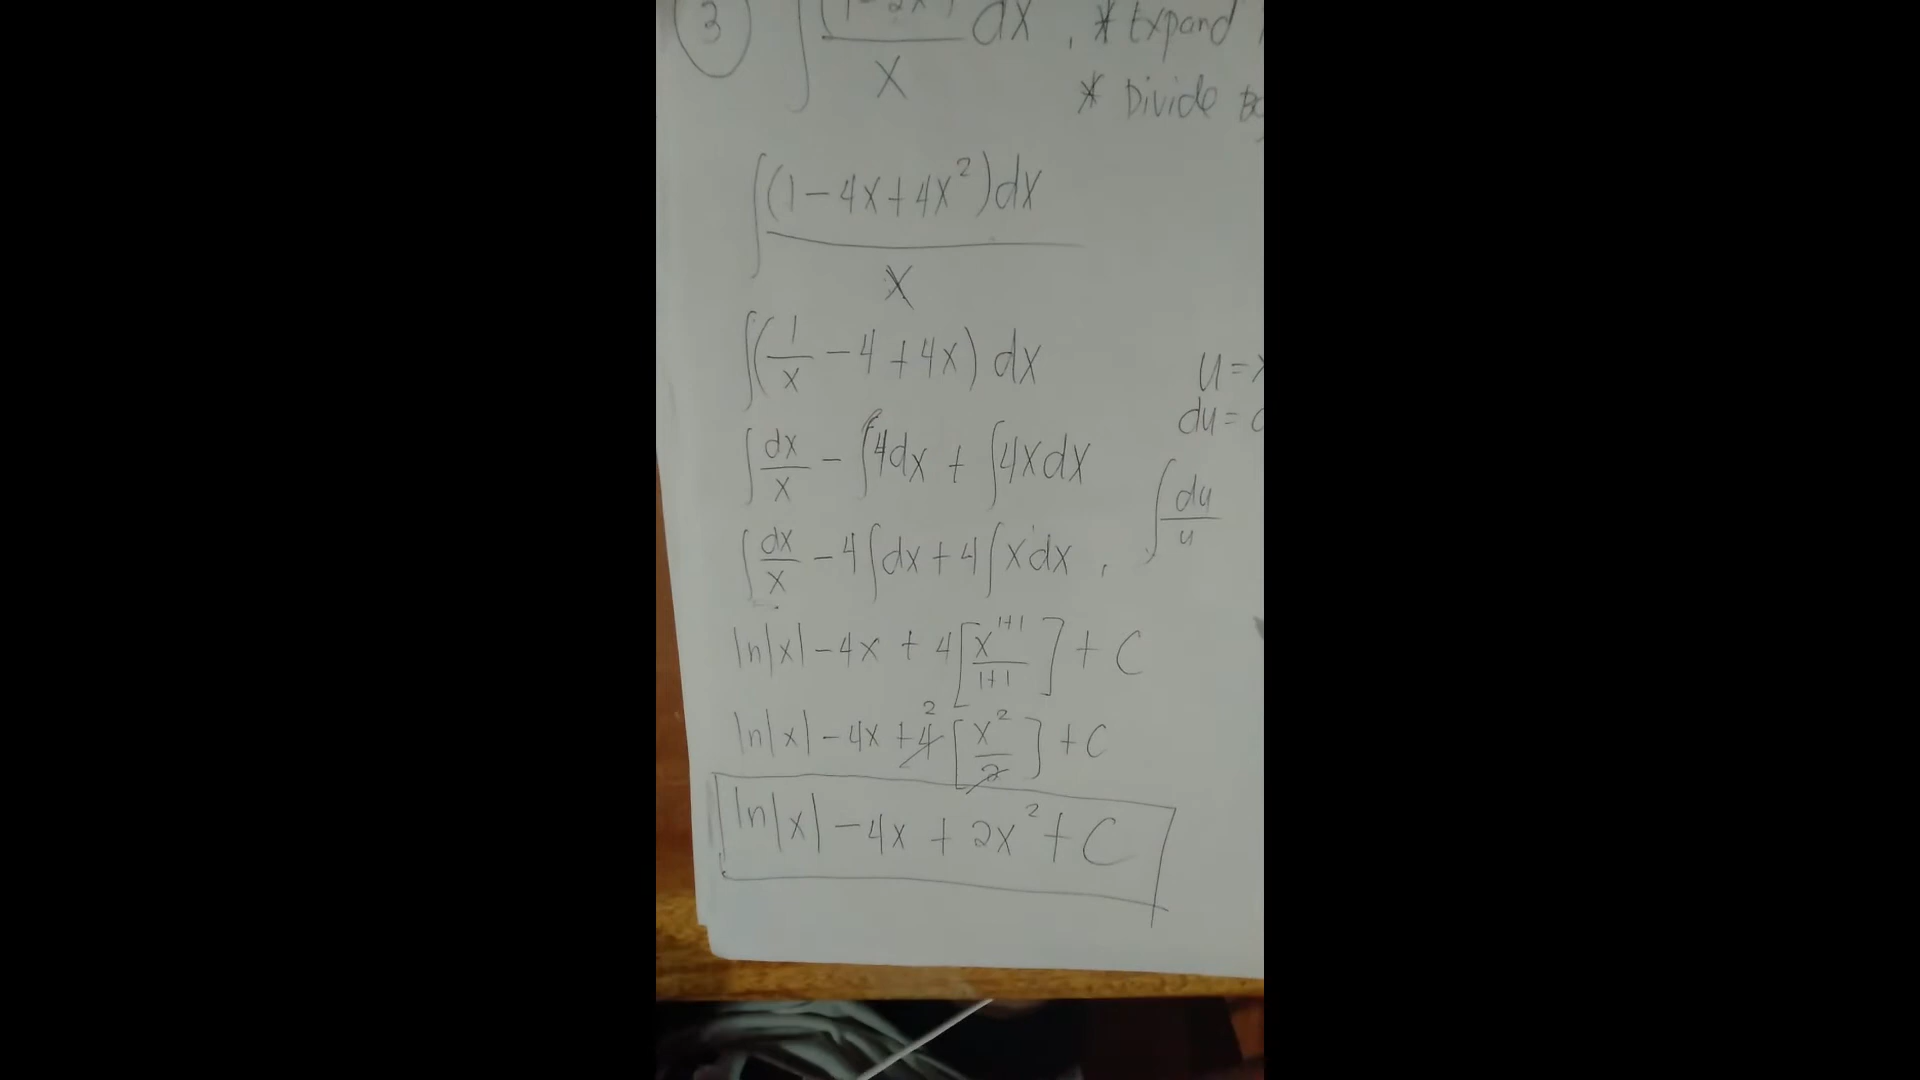 3 ∫ (1-2x) / x dx, * Expand
* Divide
∫ (1-4x+4x²)dx / x
∫(1/x -4+4x) dx
u=x
du=
∫ dx/x - ∫4dx + ∫4xdx
∫ du/u
∫ dx/x -4∫dx+4∫x'dx,
ln|x|-4x + 4[x^1+1 / 1+1] + C
ln|x|-4x+4 2 [x²/2] +C
ln|x|-4x + 2x²+C